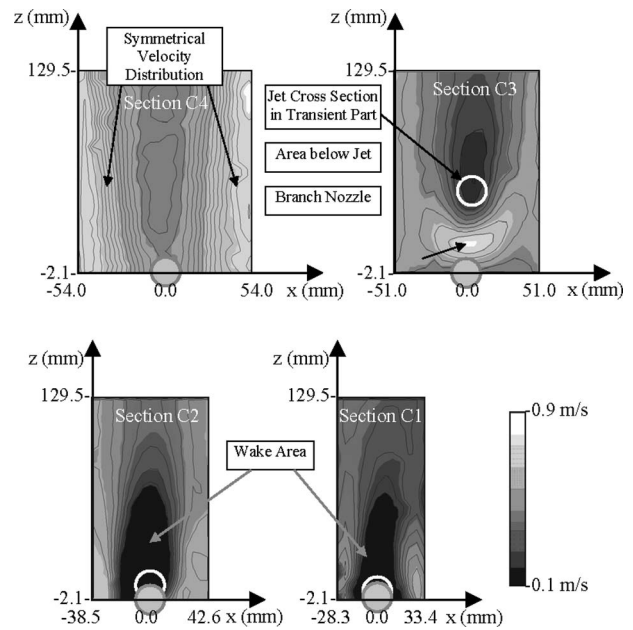 z (mm)
Symmetrical
Velocity
Distribution
129.5-
Section C4
-2.1-
-54.0
0.0
54.0
x (mm)
z (mm)
129.5-
Section C3
Jet Cross Section
in Transient Part
Area below Jet
Branch Nozzle
-2.1-
-51.0
0.0
51.0
x (mm)
z (mm)
129.5-
Section C2
-2.1-
-38.5
0.0
42.6
x (mm)
Wake Area
z (mm)
129.5-
Section C1
-2.1-
-28.3
0.0
33.4
x (mm)
0.9 m/s
0.1 m/s